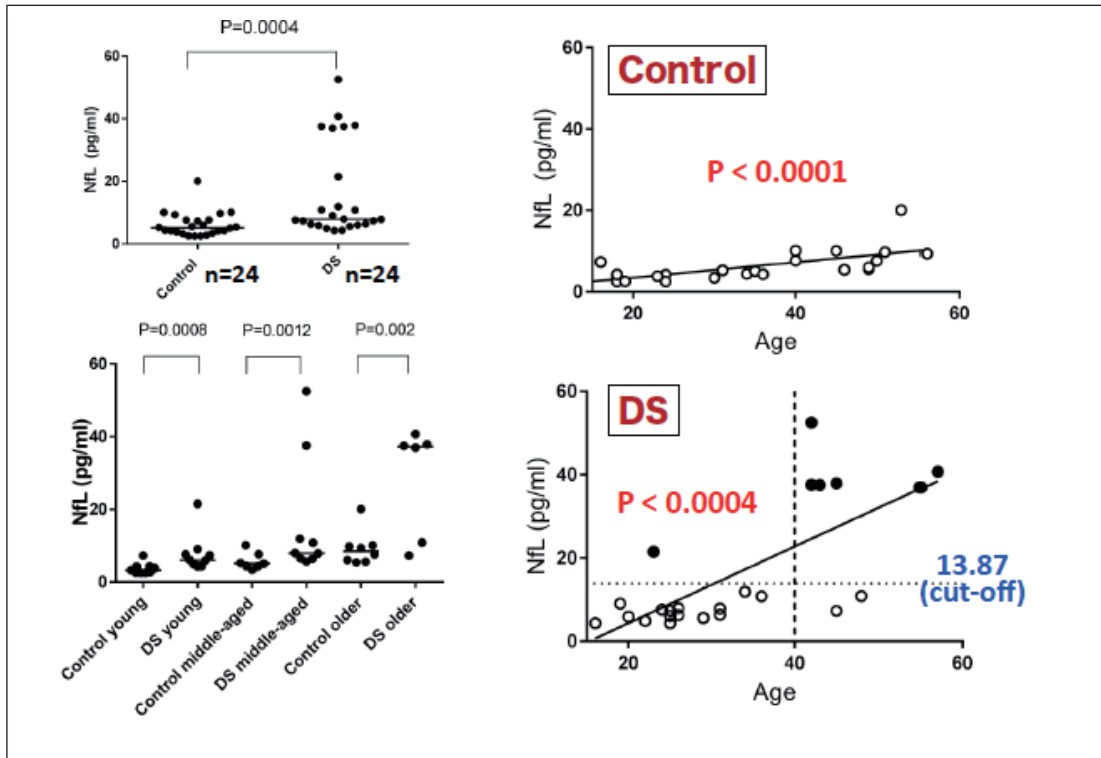 P=0.0004
60
40
20
0
NfL (pg/ml)
Control
n=24
DS
n=24
Control
60
40
20
0
NfL (pg/ml)
P < 0.0001
20
40
60
Age
P=0.0008
P=0.0012
P=0.002
60
40
20
0
NfL (pg/ml)
Control young
DS young
Control middle-aged
DS middle-aged
Control older
DS older
DS
60
40
20
0
NfL (pg/ml)
P < 0.0004
13.87
(cut-off)
20
40
60
Age